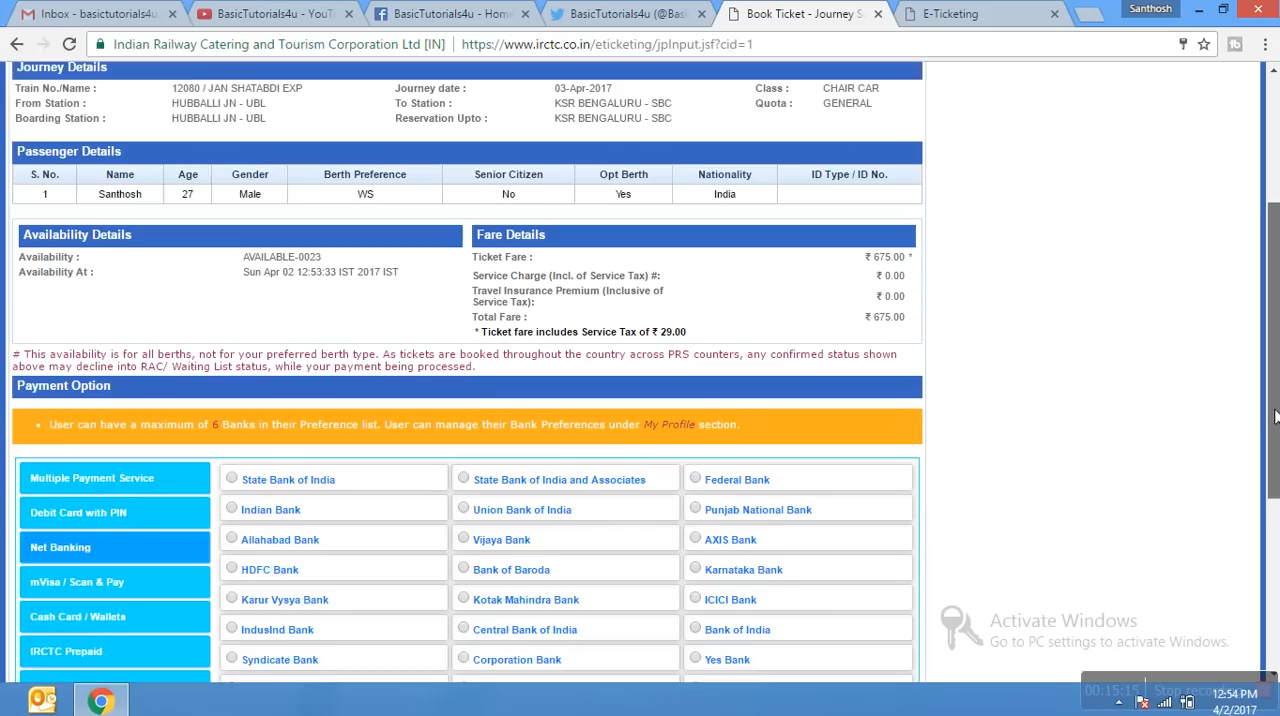 Inbox - basictutorials4u
BasicTutorials4u - YouT
BasicTutorials4u - Home
BasicTutorials4u (@Basi
Book Ticket - Journey S
E-Ticketing
Santhosh
Indian Railway Catering and Tourism Corporation Ltd [IN] https://www.irctc.co.in/eticketing/jpInput.jsf?cid=1
Journey Details
Train No./Name : 12080 / JAN SHATABDI EXP Journey date : 03-Apr-2017 Class : CHAIR CAR
From Station : HUBBALLI JN - UBL To Station : KSR BENGALURU - SBC Quota : GENERAL
Boarding Station : HUBBALLI JN - UBL Reservation Upto : KSR BENGALURU - SBC
Passenger Details
S. No. Name Age Gender Berth Preference Senior Citizen Opt Berth Nationality ID Type / ID No.
1 Santhosh 27 Male WS No Yes India
Availability Details
Availability : AVAILABLE-0023
Availability At : Sun Apr 02 12:53:33 IST 2017 IST
Fare Details
Ticket Fare : ₹ 675.00 *
Service Charge (Incl. of Service Tax) #: ₹ 0.00
Travel Insurance Premium (Inclusive of
Service Tax): ₹ 0.00
Total Fare : ₹ 675.00
* Ticket fare includes Service Tax of ₹ 29.00
# This availability is for all berths, not for your preferred berth type. As tickets are booked throughout the country across PRS counters, any confirmed status shown
above may decline into RAC/ Waiting List status, while your payment being processed.
Payment Option
• User can have a maximum of 6 Banks in their Preference list. User can manage their Bank Preferences under My Profile section.
Multiple Payment Service
Debit Card with PIN
Net Banking
mVisa / Scan & Pay
Cash Card / Wallets
IRCTC Prepaid
State Bank of India State Bank of India and Associates Federal Bank
Indian Bank Union Bank of India Punjab National Bank
Allahabad Bank Vijaya Bank AXIS Bank
HDFC Bank Bank of Baroda Karnataka Bank
Karur Vysya Bank Kotak Mahindra Bank ICICI Bank
IndusInd Bank Central Bank of India Bank of India
Syndicate Bank Corporation Bank Yes Bank
Activate Windows
Go to PC settings to activate Windows.
00:15:15 Stop
12:54 PM
4/2/2017